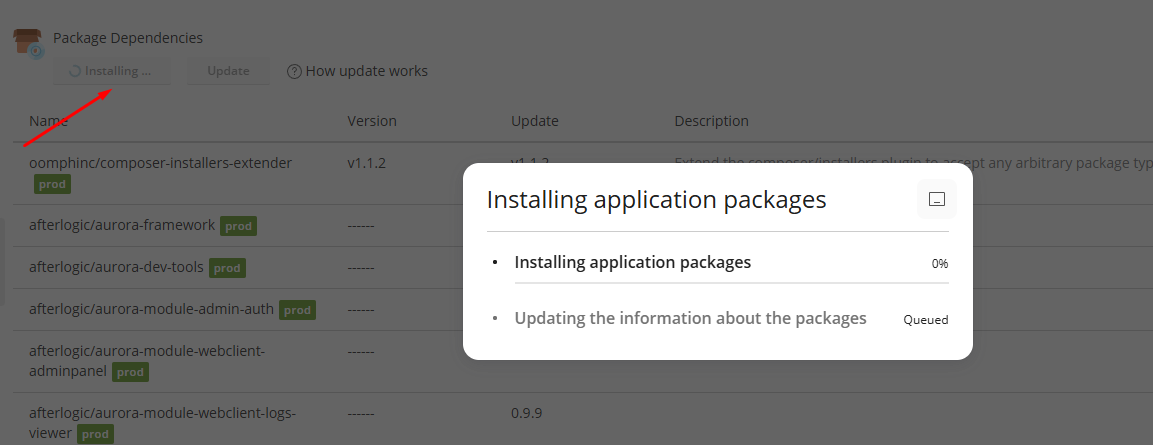 Package Dependencies
Installing ...
Update
How update works
Name
Version
Update
Description
oomphinc/composer-installers-extender
prod
v1.1.2
v1.1.2
Extend the composer/installers plugin to accept any arbitrary package typ
Installing application packages
• Installing application packages
0%
• Updating the information about the packages
Queued
afterlogic/aurora-framework prod
------
afterlogic/aurora-dev-tools prod
------
afterlogic/aurora-module-admin-auth prod
------
afterlogic/aurora-module-webclient-
adminpanel prod
------
afterlogic/aurora-module-webclient-logs-
viewer prod
------
0.9.9